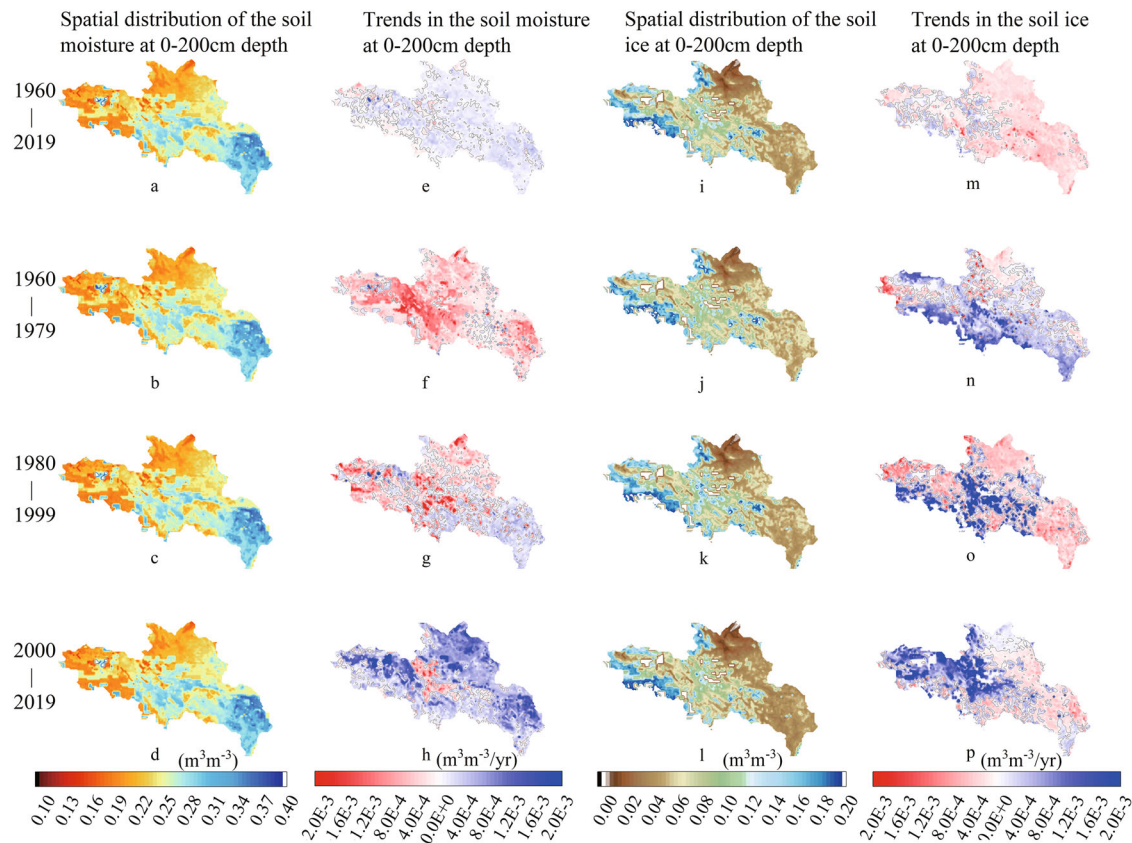 Spatial distribution of the soil
moisture at 0-200cm depth
Trends in the soil moisture
at 0-200cm depth
Spatial distribution of the soil
ice at 0-200cm depth
Trends in the soil ice
at 0-200cm depth
1960
|
2019
a
e
i
m
1960
|
1979
b
f
j
n
1980
|
1999
c
g
k
o
2000
|
2019
d
(m³m⁻³)
h
(m³m⁻³/yr)
l
(m³m⁻³)
p
(m³m⁻³/yr)
0.10 0.13 0.16 0.19 0.22 0.25 0.28 0.31 0.34 0.37 0.40
2.0E-3 1.6E-3 1.2E-3 8.0E-4 4.0E-4 0.0E+0 4.0E-4 8.0E-4 1.2E-3 1.6E-3 2.0E-3
0.00 0.02 0.04 0.06 0.08 0.10 0.12 0.14 0.16 0.18 0.20
2.0E-3 1.6E-3 1.2E-3 8.0E-4 4.0E-4 0.0E+0 4.0E-4 8.0E-4 1.2E-3 1.6E-3 2.0E-3